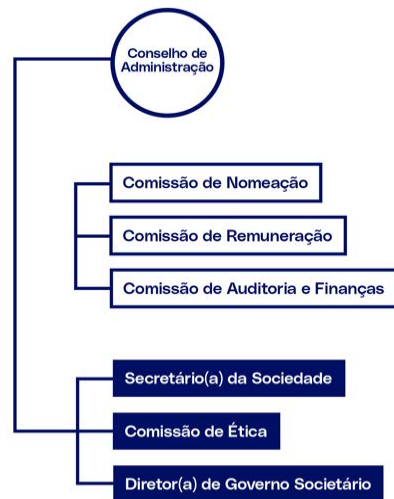 Conselho de
Administração
Comissão de Nomeação
Comissão de Remuneração
Comissão de Auditoria e Finanças
Secretário(a) da Sociedade
Comissão de Ética
Diretor(a) de Governo Societário